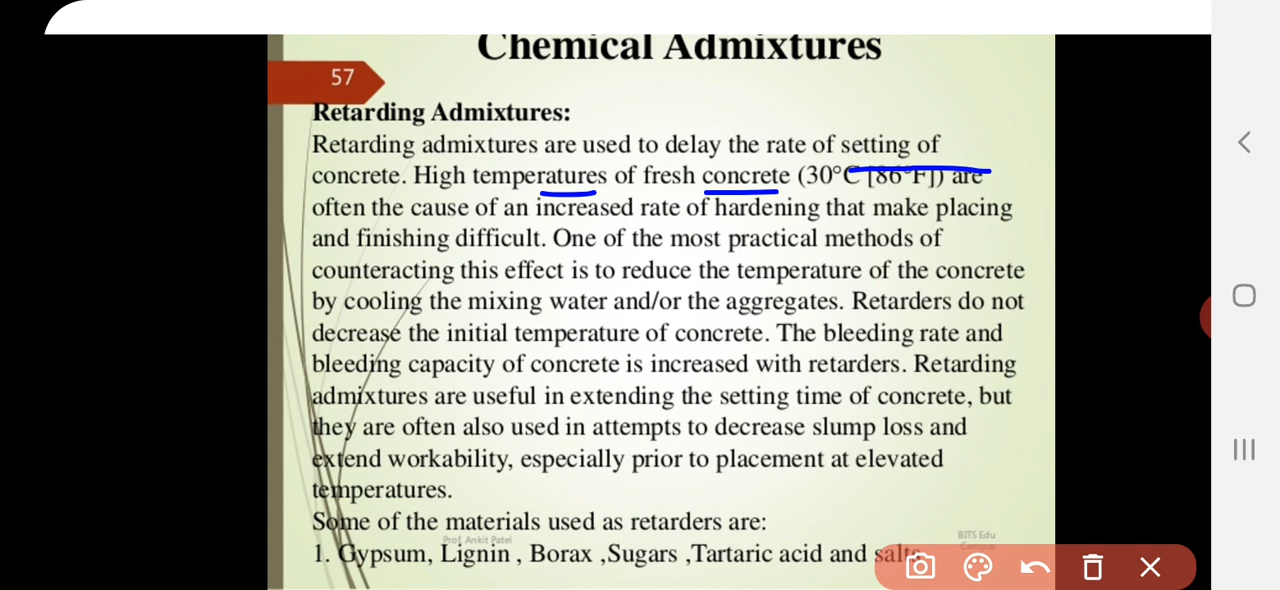 Chemical Admixtures
57
Retarding Admixtures:
Retarding admixtures are used to delay the rate of setting of
concrete. High temperatures of fresh concrete (30°C [86°F]) are
often the cause of an increased rate of hardening that make placing
and finishing difficult. One of the most practical methods of
counteracting this effect is to reduce the temperature of the concrete
by cooling the mixing water and/or the aggregates. Retarders do not
decrease the initial temperature of concrete. The bleeding rate and
bleeding capacity of concrete is increased with retarders. Retarding
admixtures are useful in extending the setting time of concrete, but
they are often also used in attempts to decrease slump loss and
extend workability, especially prior to placement at elevated
temperatures.
Some of the materials used as retarders are:
Prof. Ankit Patel
BITS Edu
Campus
1. Gypsum, Lignin , Borax ,Sugars ,Tartaric acid and salts